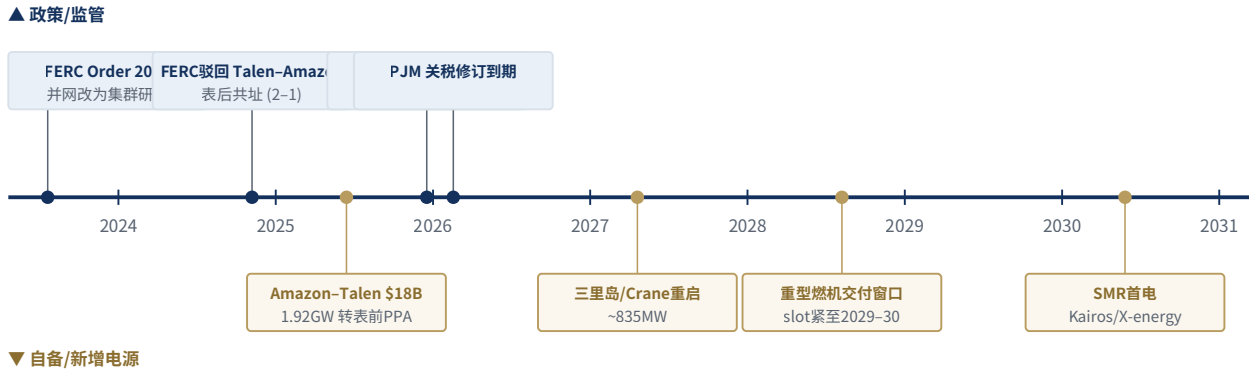 ▲ 政策/监管
FERC Order 20
并网改为集群研
FERC驳回 Talen–Amaz
表后共址 (2–1)
PJM 关税修订到期
2024
2025
2026
2027
2028
2029
2030
2031
Amazon–Talen $18B
1.92GW 转表前PPA
三里岛/Crane重启
~835MW
重型燃机交付窗口
slot紧至2029–30
SMR首电
Kairos/X-energy
▼ 自备/新增电源